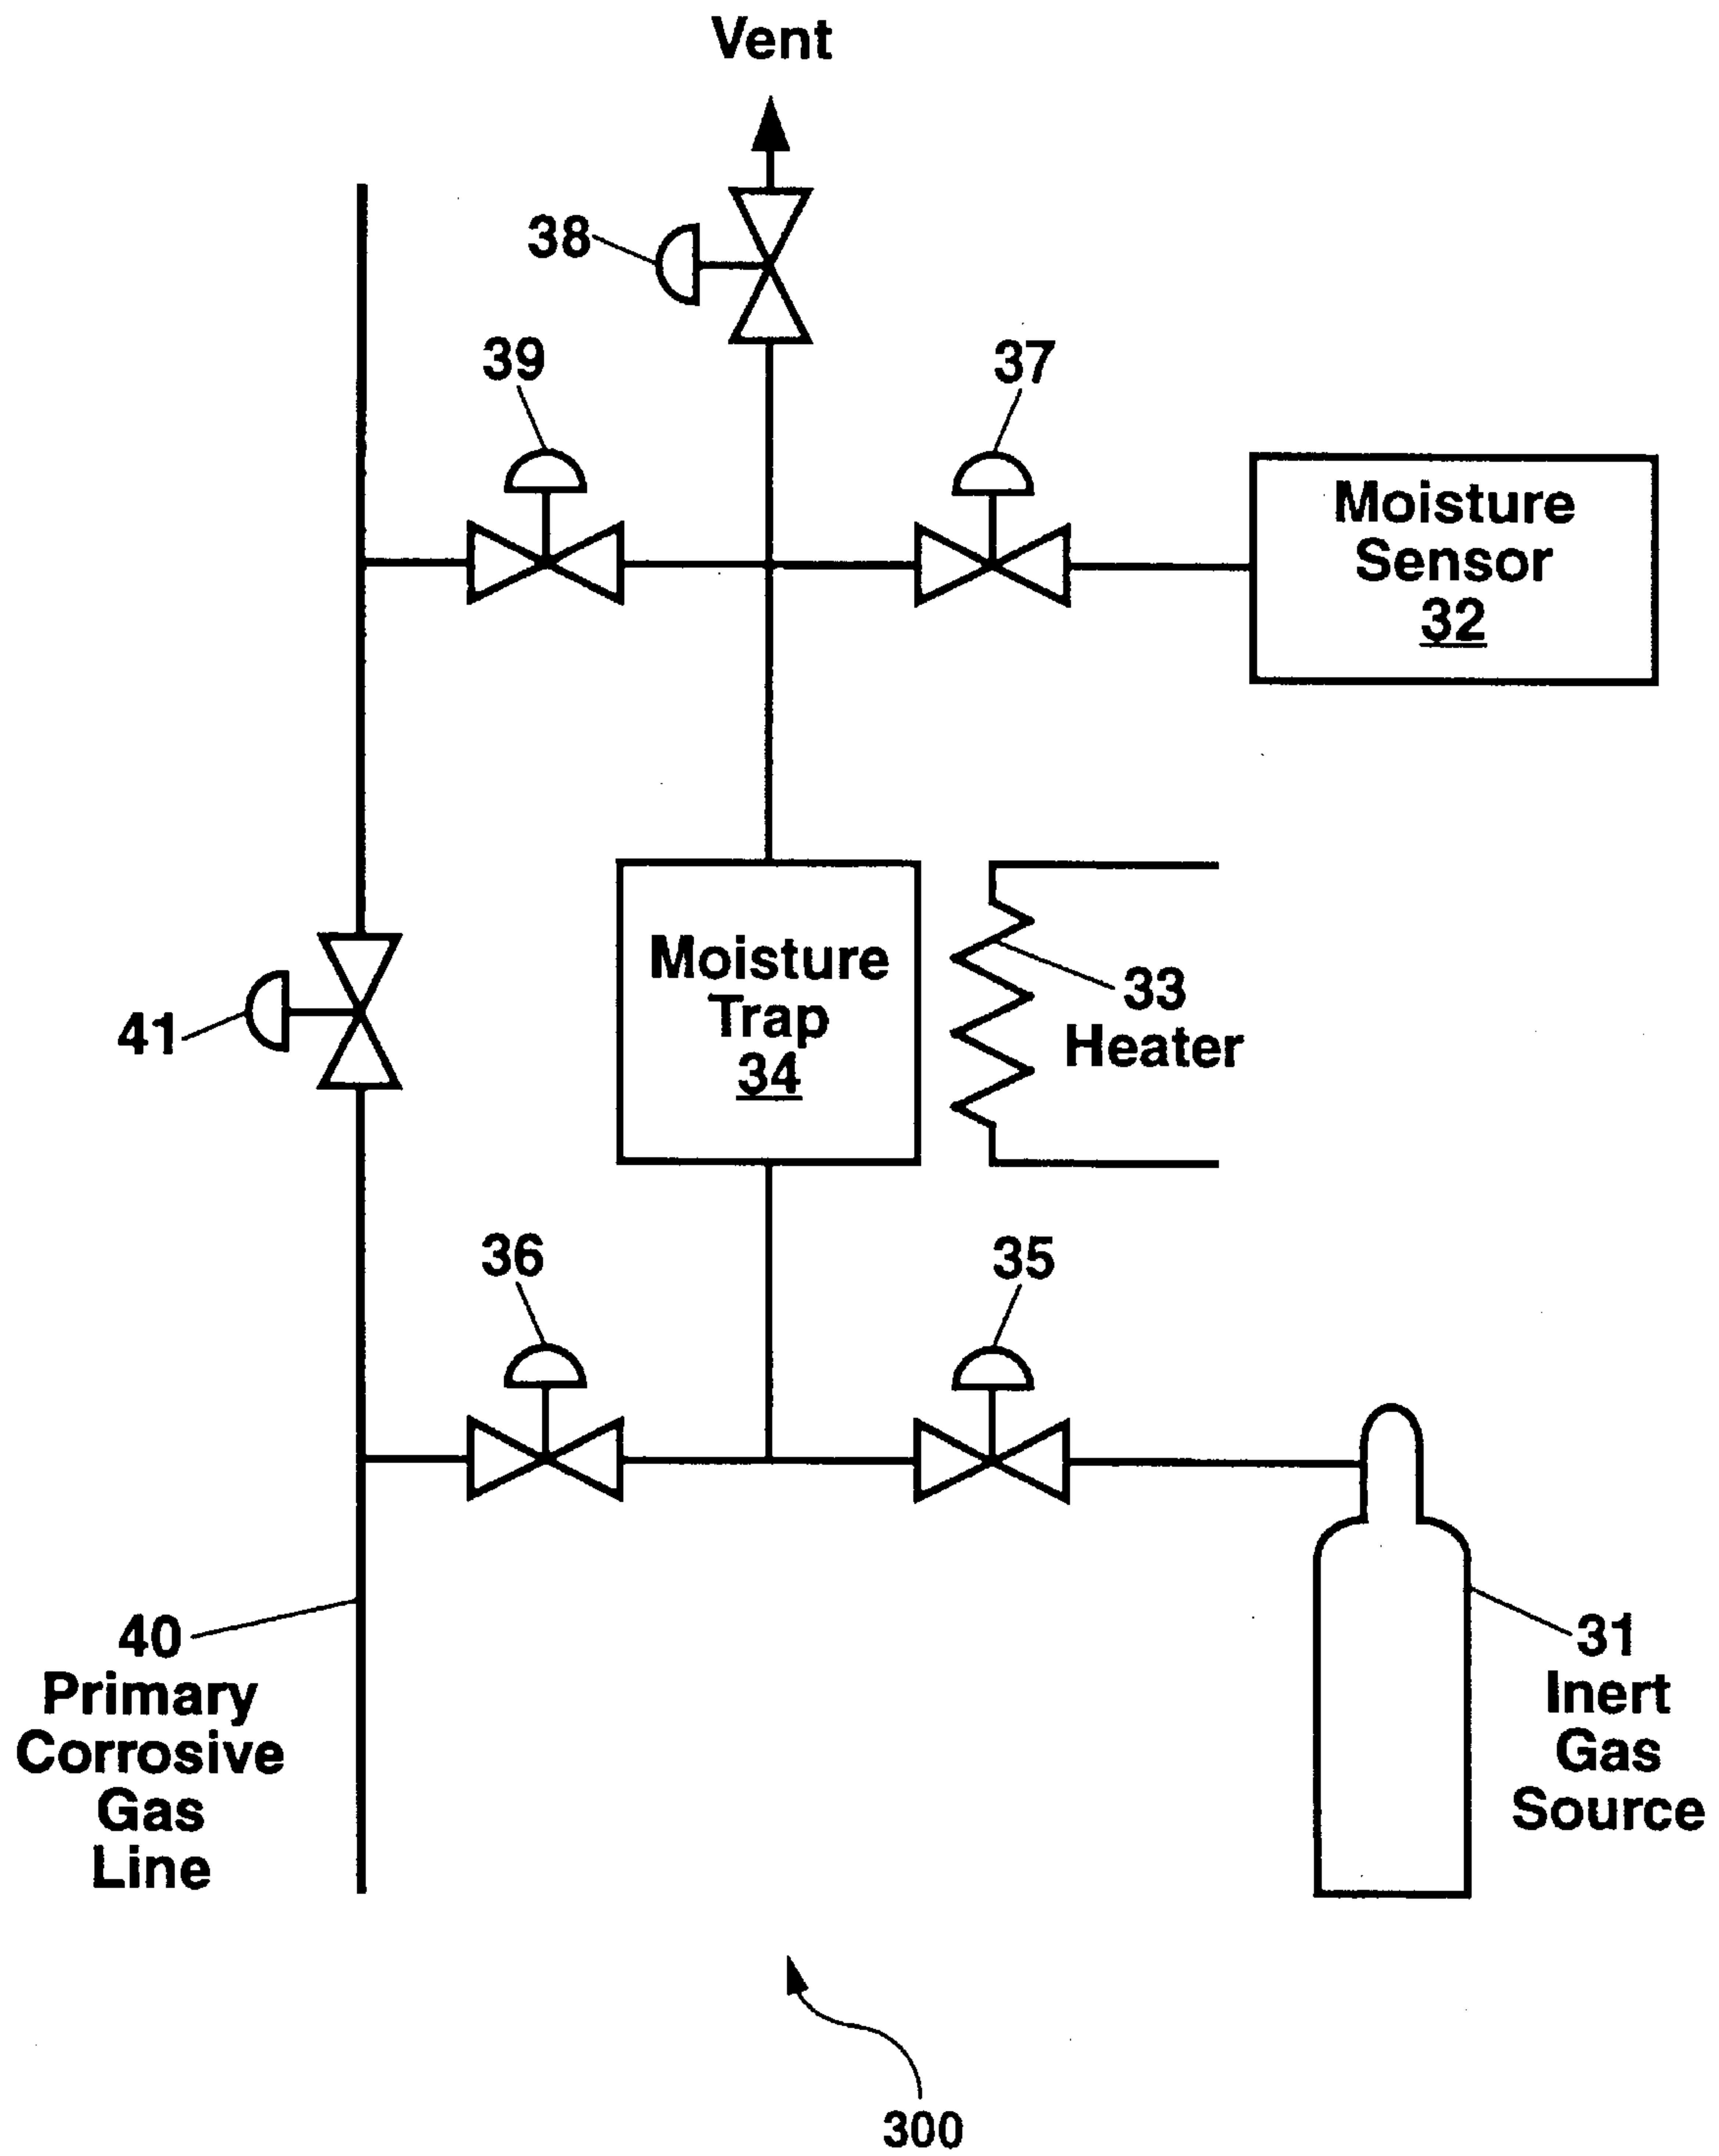 Vent
38
39
37
Moisture
Sensor
32
41
Moisture
Trap
34
33
Heater
36
35
40
Primary
Corrosive
Gas
Line
31
Inert
Gas
Source
300